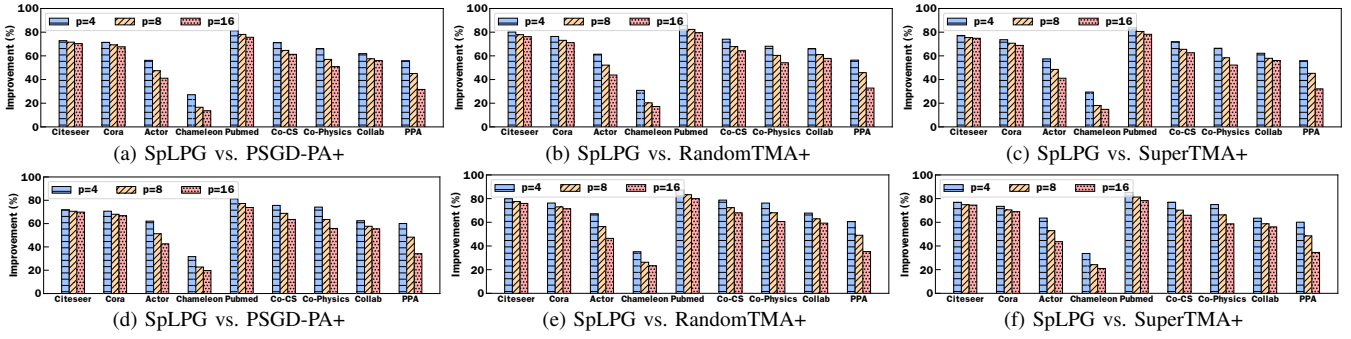 Improvement (%)
100
80
60
40
20
0
p=4 p=8 p=16
Citeseer Cora Actor Chameleon Pubmed Co-CS Co-Physics Collab PPA
(a) SpLPG vs. PSGD-PA+
Improvement (%)
100
80
60
40
20
0
p=4 p=8 p=16
Citeseer Cora Actor Chameleon Pubmed Co-CS Co-Physics Collab PPA
(b) SpLPG vs. RandomTMA+
Improvement (%)
100
80
60
40
20
0
p=4 p=8 p=16
Citeseer Cora Actor Chameleon Pubmed Co-CS Co-Physics Collab PPA
(c) SpLPG vs. SuperTMA+
Improvement (%)
100
80
60
40
20
0
p=4 p=8 p=16
Citeseer Cora Actor Chameleon Pubmed Co-CS Co-Physics Collab PPA
(d) SpLPG vs. PSGD-PA+
Improvement (%)
100
80
60
40
20
0
p=4 p=8 p=16
Citeseer Cora Actor Chameleon Pubmed Co-CS Co-Physics Collab PPA
(e) SpLPG vs. RandomTMA+
Improvement (%)
100
80
60
40
20
0
p=4 p=8 p=16
Citeseer Cora Actor Chameleon Pubmed Co-CS Co-Physics Collab PPA
(f) SpLPG vs. SuperTMA+